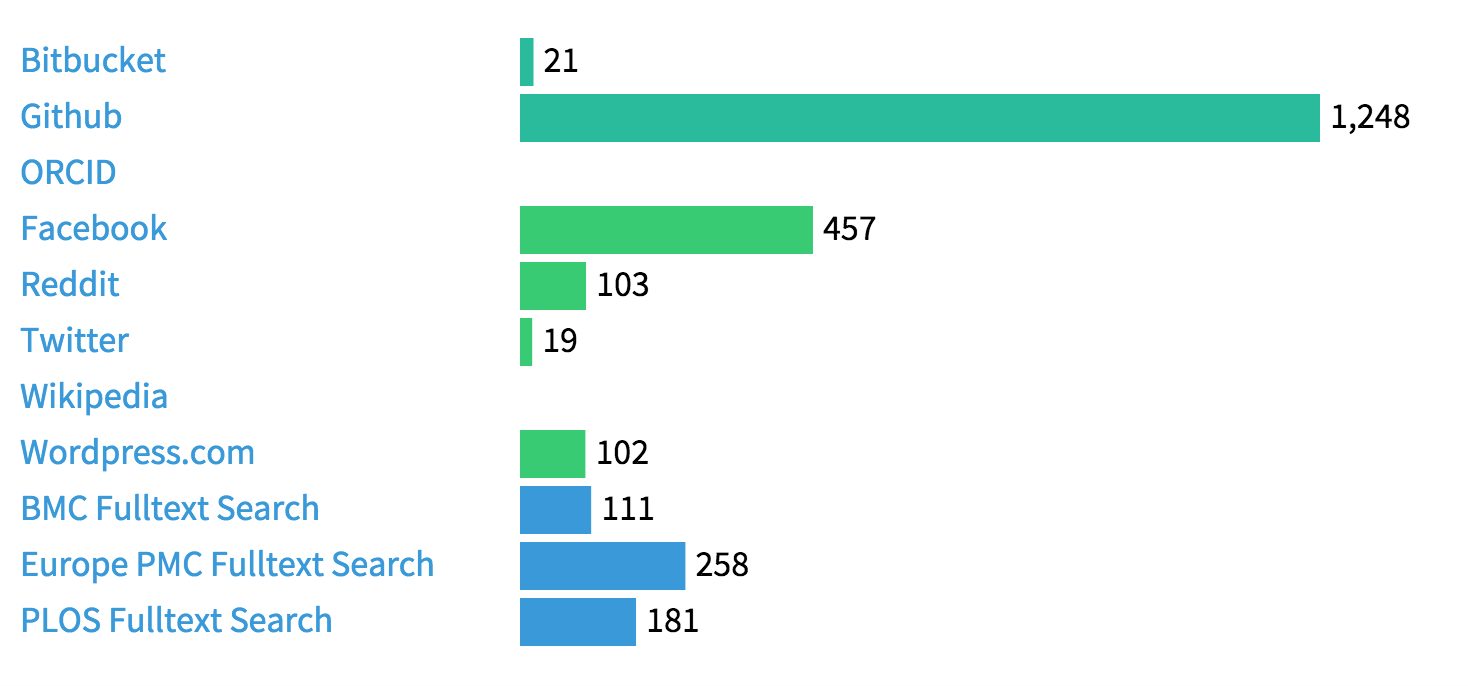 Bitbucket 21
Github 1,248
ORCID
Facebook 457
Reddit 103
Twitter 19
Wikipedia
Wordpress.com 102
BMC Fulltext Search 111
Europe PMC Fulltext Search 258
PLOS Fulltext Search 181